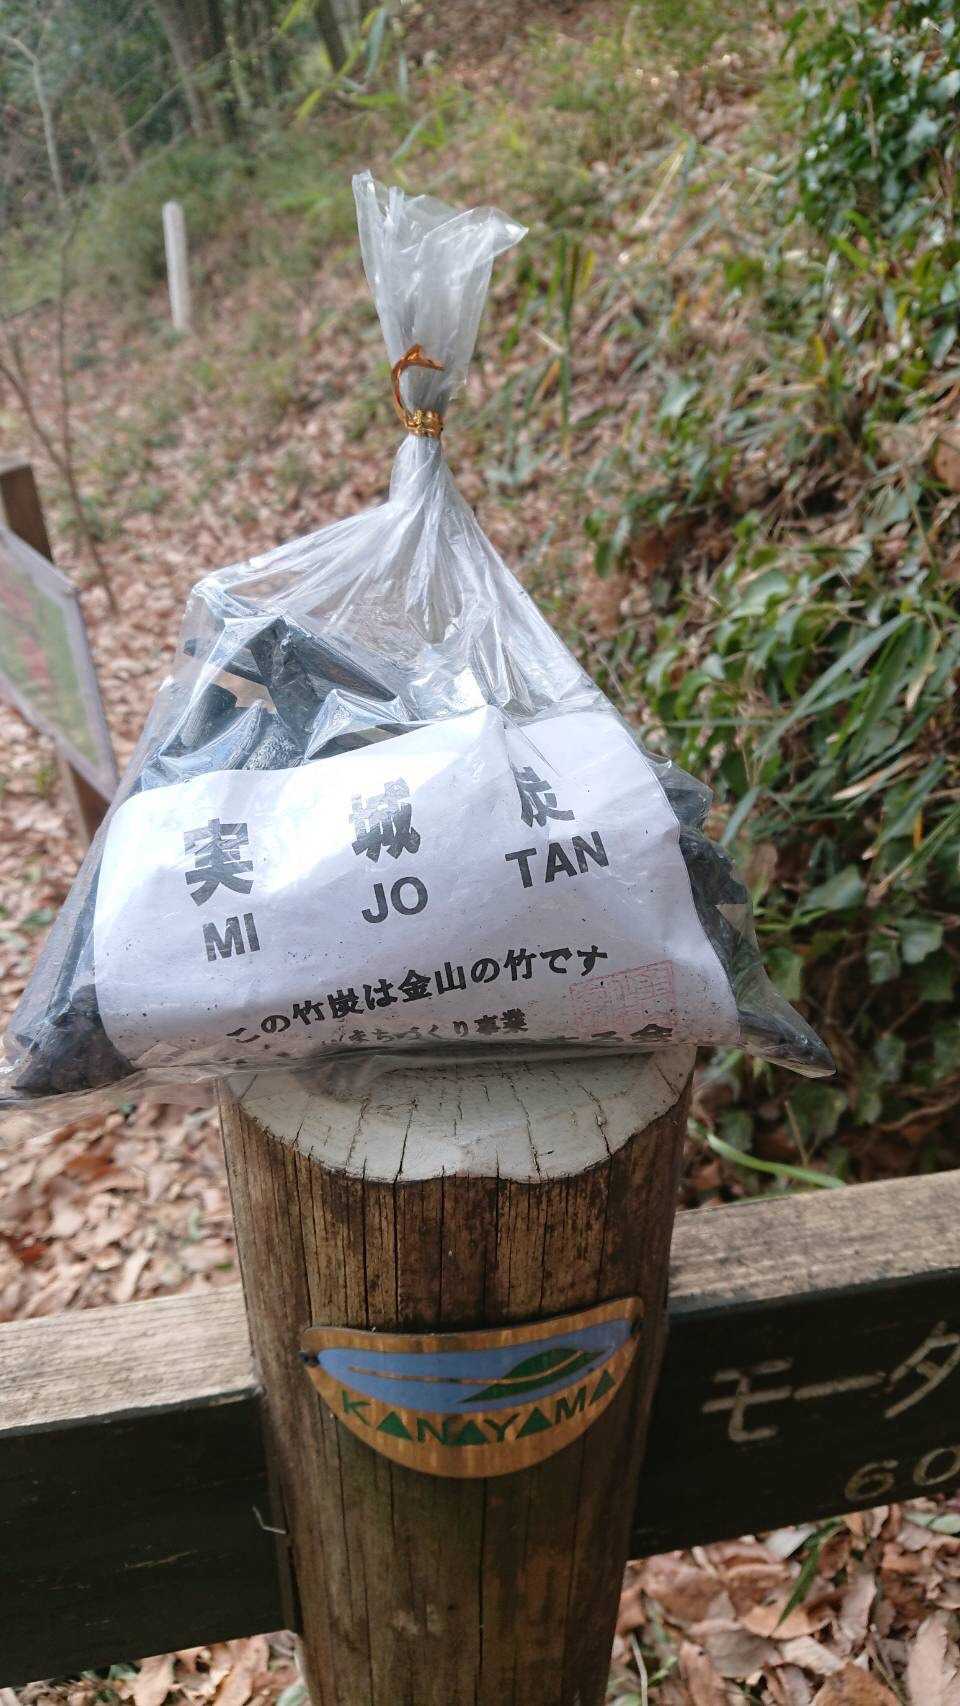 実城炭
MI JO TAN
この竹炭は金山の竹です
まちづくり事業
KANAYAMA
モータ
60